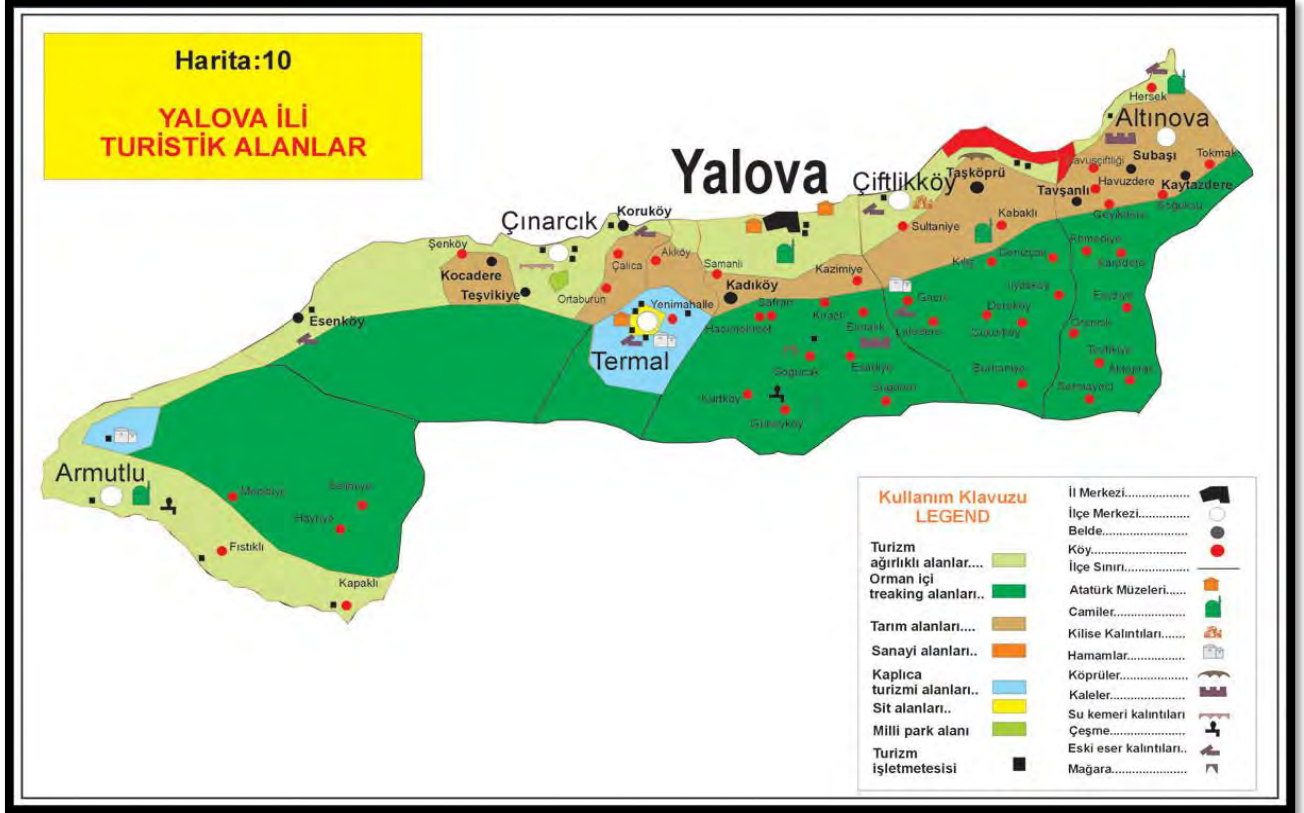 Harita:10
YALOVA İLİ
TURİSTİK ALANLAR
Yalova
Hersek
Altınova
Subaşı
Tokmak
Havuzdere
Kaytazdere
Taşköprü
Tavşanlı
Çiftlikköy
Sultaniye
Kabaklı
Koruköy
Çınarcık
Şenköy
Kocadere
Teşvikiye
Çalıca
Akköy
Samanlı
Kazimiye
Ortaburun
Kadıköy
Esenköy
Yenimahalle
Safran
Termal
Kurtköy
Güneyköy
Armutlu
Selimiye
Hayriye
Fıstıklı
Kapaklı
Kullanım Klavuzu
LEGEND
Turizm
ağırlıklı alanlar....
Orman içi
treaking alanları..
Tarım alanları....
Sanayi alanları..
Kaplıca
turizmi alanları..
Sit alanları..
Milli park alanı
Turizm
işletmetesisi
İl Merkezi..................
İlçe Merkezi...............
Belde.........................
Köy............................
İlçe Sınırı...................
Atatürk Müzeleri......
Camiler......................
Kilise Kalıntıları.......
Hamamlar.................
Köprüler....................
Kaleler.......................
Su kemeri kalıntıları
Çeşme.......................
Eski eser kalıntıları..
Mağara......................